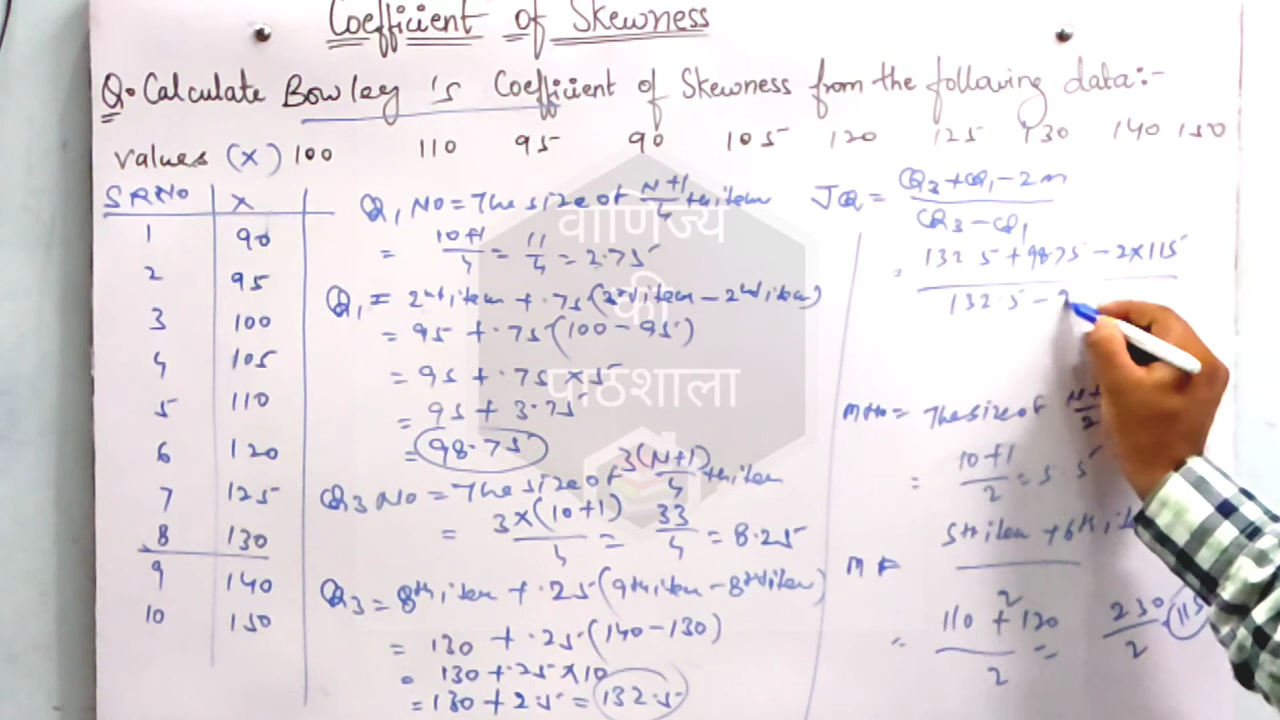 Coefficient of Skewness
Q. Calculate Bowley's Coefficient of Skewness from the following data:-
values (X) 100 110 95 90 105 120 125 130 140 150
SRNO X
1 90
2 95
3 100
4 105
5 110
6 120
7 125
8 130
9 140
10 150
Q1 NO = The size of N+1/4 th item
= 10+1/4 = 11/4 = 2.75
Q1 = 2nd item + .75 (3rd item - 2nd item)
= 95 + .75 (100 - 95)
= 95 + .75 × 5
= 95 + 3.75
= 98.75
Q3 NO = The size of 3(N+1)/4 th item
= 3×(10+1)/4 = 33/4 = 8.25
Q3 = 8th item + .25 (9th item - 8th item)
= 130 + .25 (140 - 130)
= 130 + .25 × 10
= 130 + 2.5 = 132.5
JQ = Q3 + Q1 - 2m / Q3 - Q1
= 132.5 + 98.75 - 2×115 / 132.5 -
M NO = The size of N+ / 2
= 10+1/2 = 5.5
M = 5th item + 6th / 2
= 110 + 120 / 2 = 230/2 115
वाणिज्य
की
पाठशाला